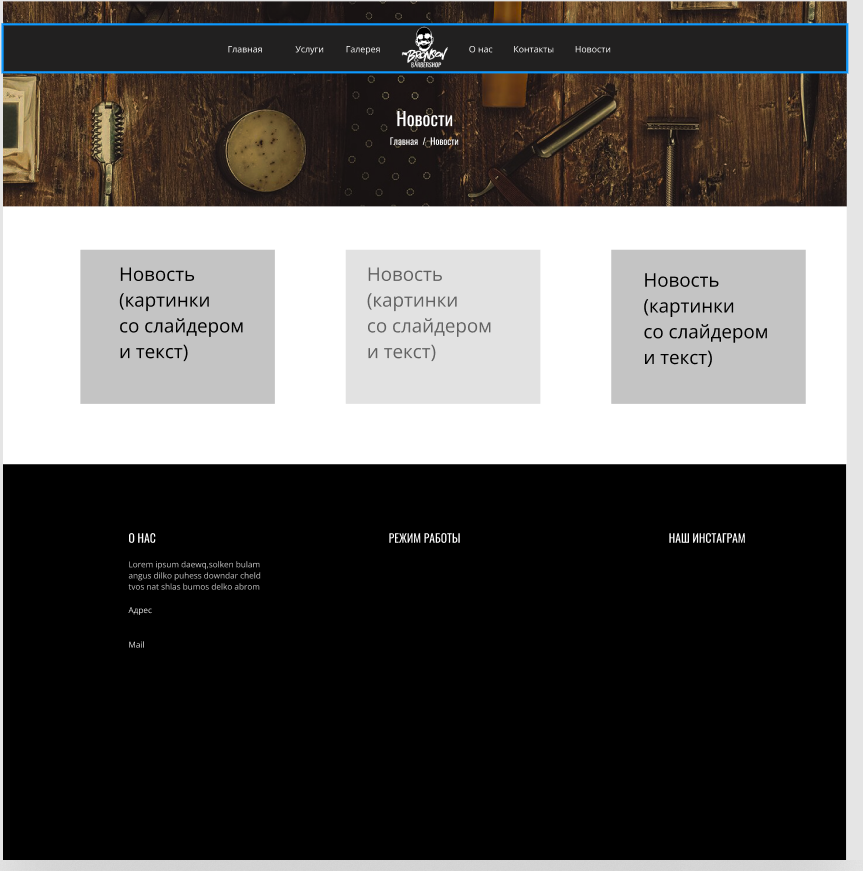 Главная Услуги Галерея О нас Контакты Новости
BRONSON
BARBERSHOP
Новости
Главная / Новости
Новость
(картинки
со слайдером
и текст)
Новость
(картинки
со слайдером
и текст)
Новость
(картинки
со слайдером
и текст)
О НАС
Lorem ipsum daewq,solken bulam
angus dilko puhess downdar cheld
tvos nat shias bumos delko abrom
Адрес
Mail
РЕЖИМ РАБОТЫ
НАШ ИНСТАГРАМ